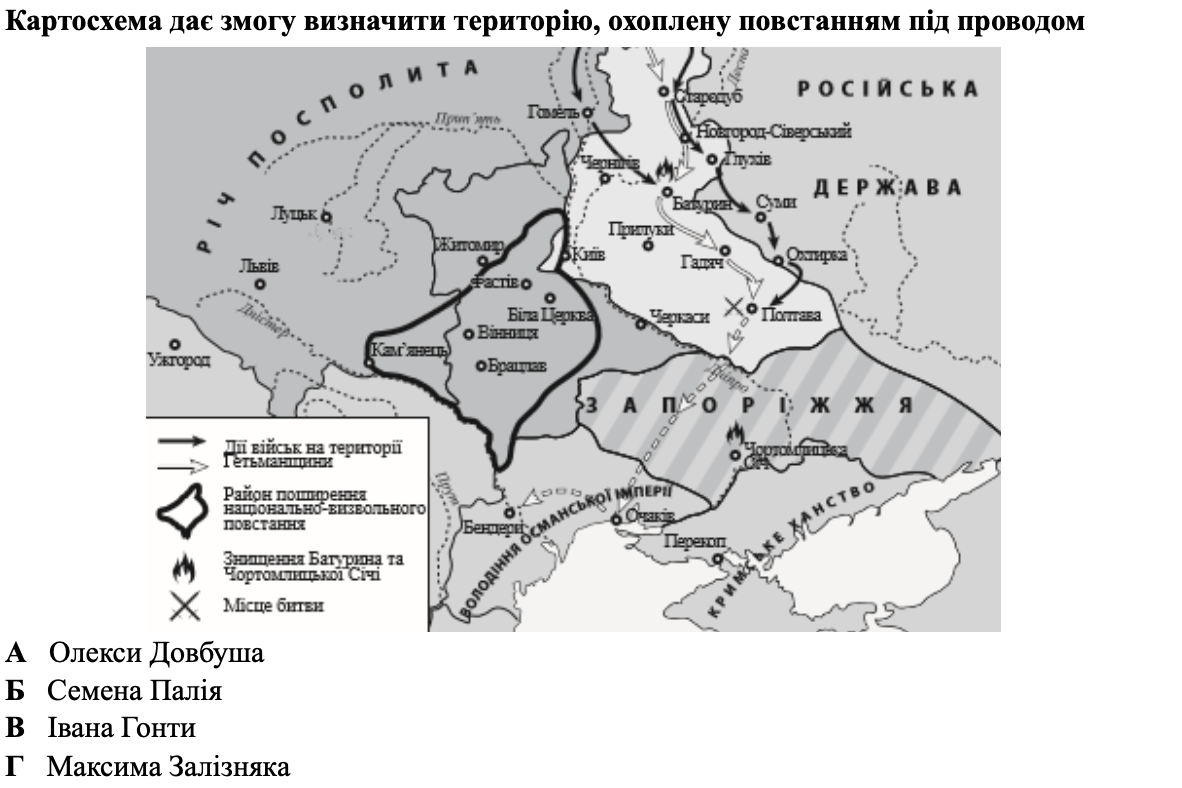 Картосхема дає змогу визначити територію, охоплену повстанням під проводом
РІЧ ПОСПОЛИТА
РОСІЙСЬКА
ДЕРЖАВА
Стародуб
Гомель
Прип'ять
Новгород-Сіверський
Чернігів
Глухів
Батурин
Суми
Луцьк
Прилуки
Житомир
Київ
Гадяч
Охтирка
Львів
Фастів
Біла Церква
Черкаси
Полтава
Дністер
Вінниця
Ужгород
Кам'янець
Брацлав
Дніпро
ЗАПОРІЖЖЯ
Чортомлицька
Січ
Прут
Бендери
Очаків
ВОЛОДІННЯ ОСМАНСЬКОЇ ІМПЕРІЇ
Перекоп
КРИМСЬКЕ ХАНСТВО
Дії військ на території
Гетьманщини
Район поширення
національно-визвольного
повстання
Знищення Батурина та
Чортомлицької Січі
Місце битви
А Олекси Довбуша
Б Семена Палія
В Івана Гонти
Г Максима Залізняка